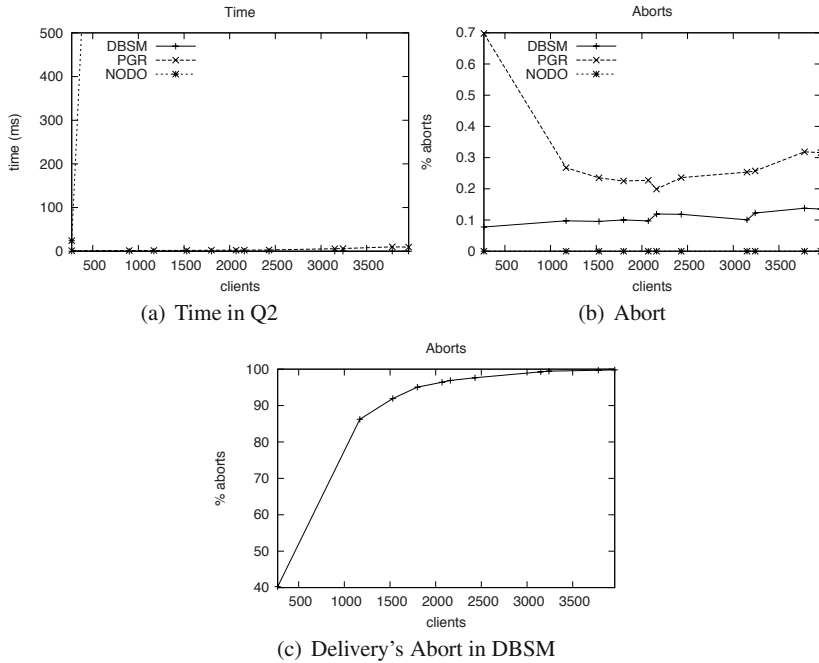 Time
500
400
300
200
100
0
time (ms)
DBSM
PGR
NODO
500 1000 1500 2000 2500 3000 3500
clients
(a) Time in Q2
Aborts
0.7
0.6
0.5
0.4
0.3
0.2
0.1
0
% aborts
DBSM
PGR
NODO
500 1000 1500 2000 2500 3000 3500
clients
(b) Abort
Aborts
100
90
80
70
60
50
40
% aborts
500 1000 1500 2000 2500 3000 3500
clients
(c) Delivery's Abort in DBSM